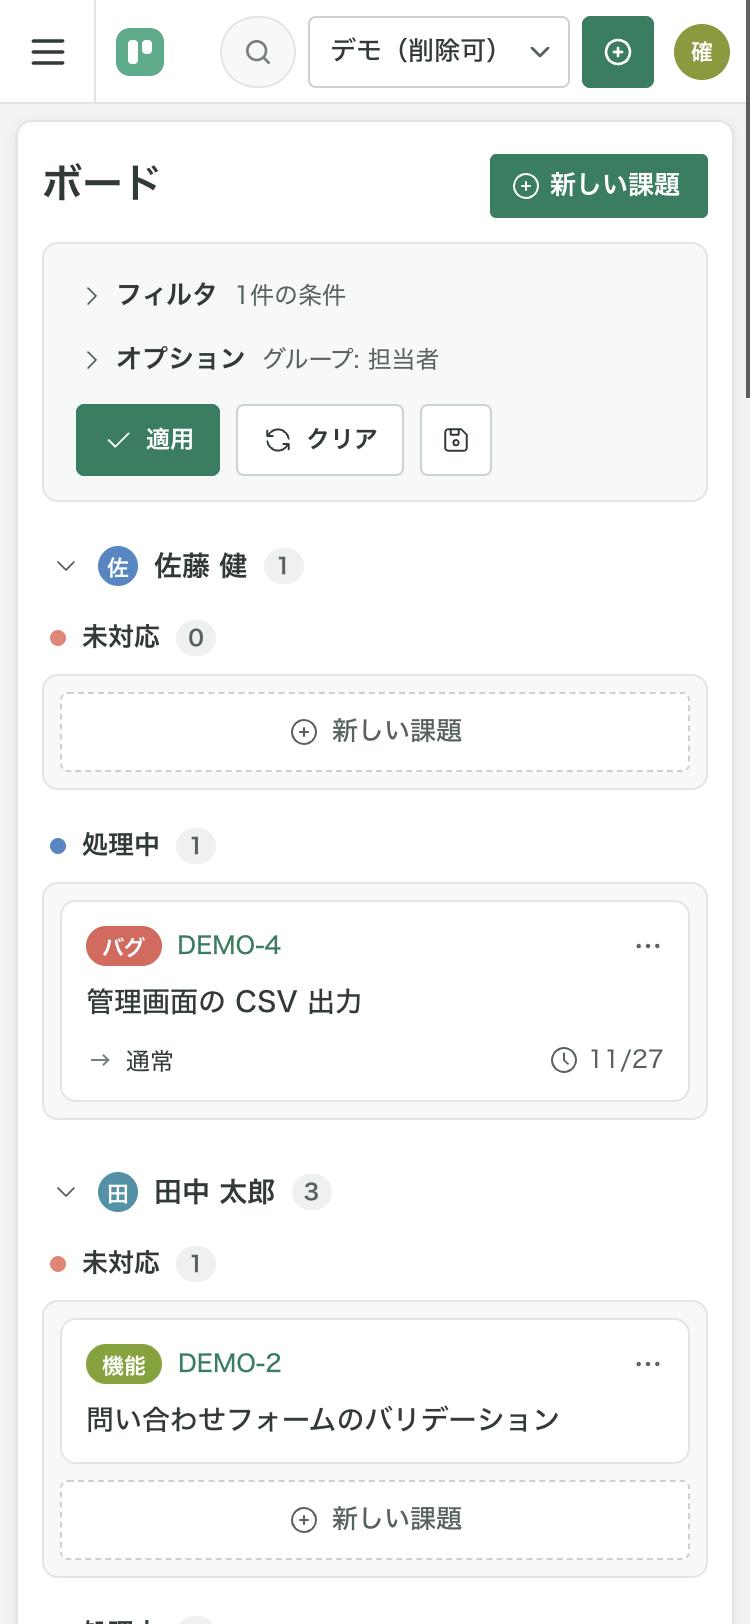 デモ（削除可）
確
ボード
新しい課題
フィルタ 1件の条件
オプション グループ: 担当者
適用 クリア
佐 佐藤 健 1
未対応 0
新しい課題
処理中 1
バグ DEMO-4
管理画面の CSV 出力
通常 11/27
田 田中 太郎 3
未対応 1
機能 DEMO-2
問い合わせフォームのバリデーション
新しい課題